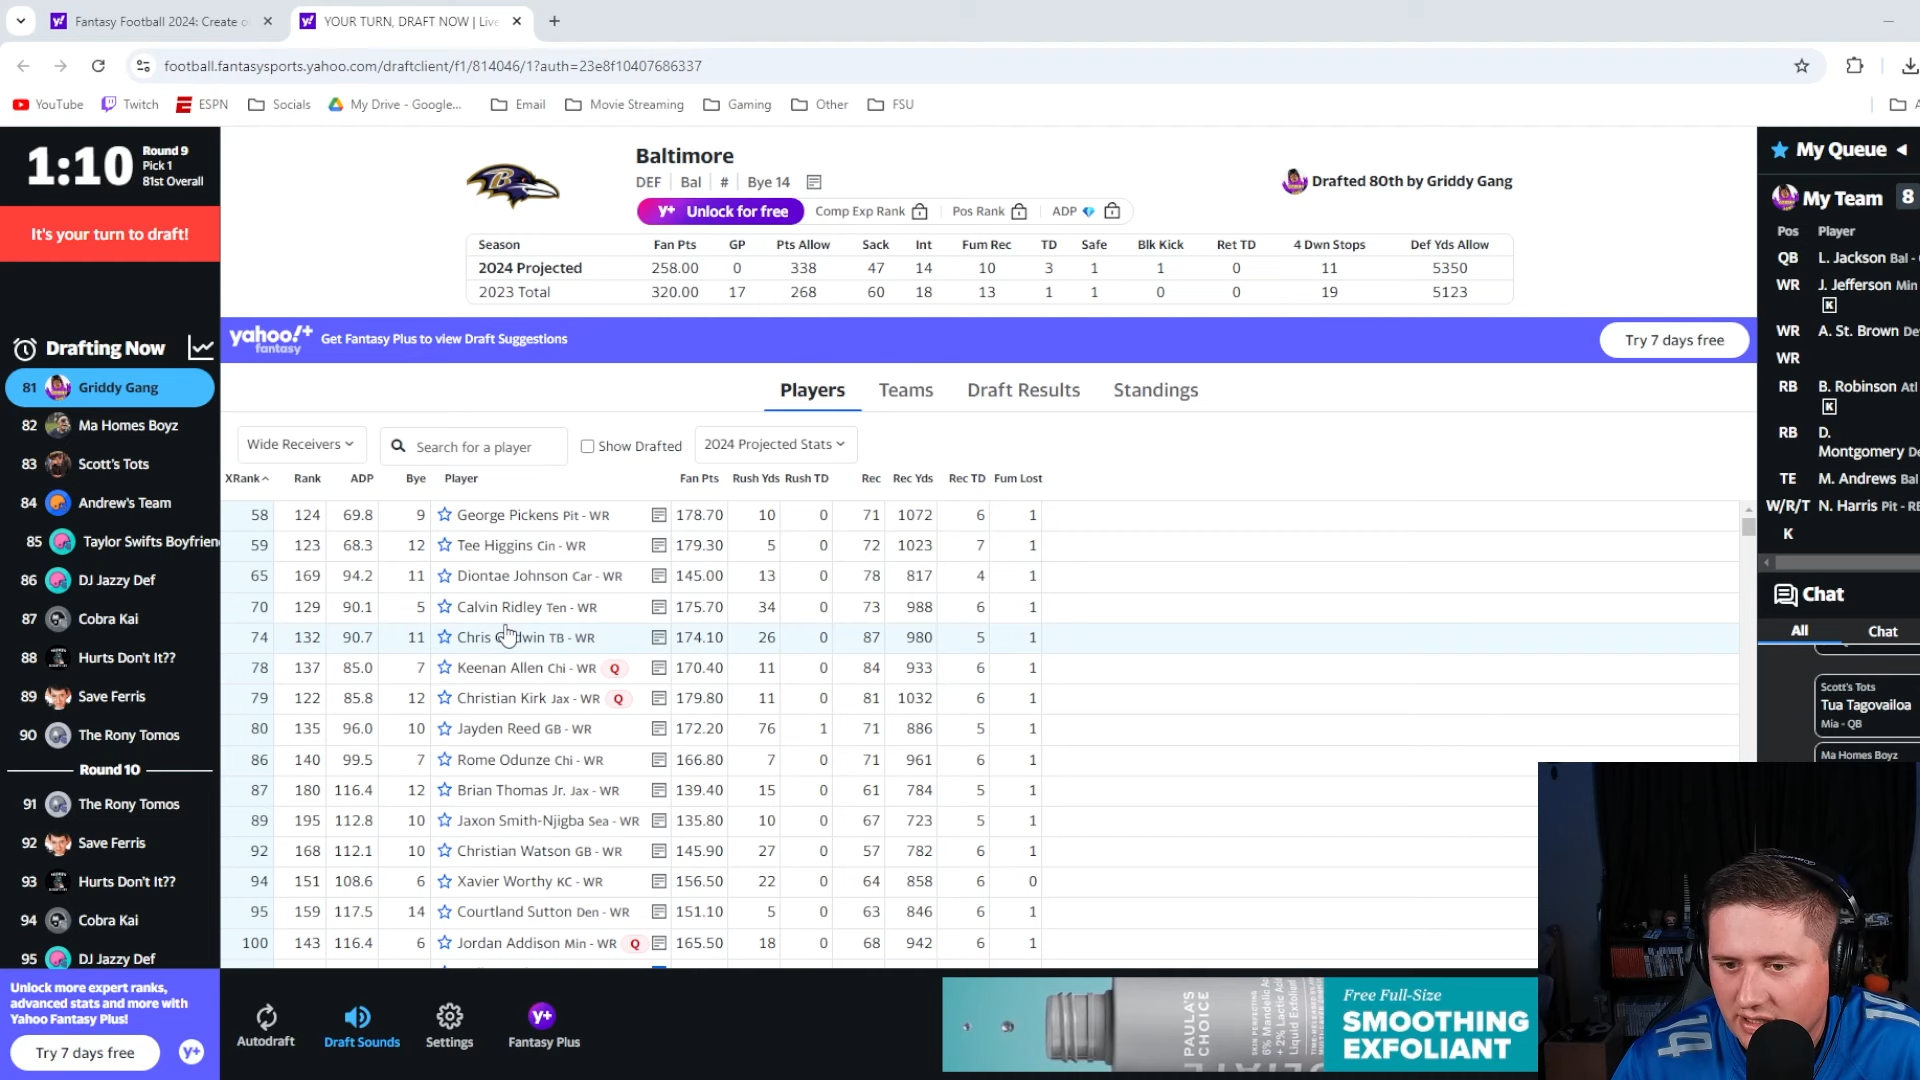 Fantasy Football 2024: Create o
YOUR TURN, DRAFT NOW | Live
football.fantasysports.yahoo.com/draftclient/f1/814046/1?auth=23e8f10407686337
YouTube Twitch ESPN Socials My Drive - Google... Email Movie Streaming Gaming Other FSU
1:10
Round 9
Pick 1
81st Overall
It's your turn to draft!
Drafting Now
81 Griddy Gang
82 Ma Homes Boyz
83 Scott's Tots
84 Andrew's Team
85 Taylor Swifts Boyfrien
86 DJ Jazzy Def
87 Cobra Kai
88 Hurts Don't It??
89 Save Ferris
90 The Rony Tomos
Round 10
91 The Rony Tomos
92 Save Ferris
93 Hurts Don't It??
94 Cobra Kai
95 DJ Jazzy Def
Unlock more expert ranks,
advanced stats and more with
Yahoo Fantasy Plus!
Try 7 days free y+
Baltimore
DEF Bal # Bye 14
y+ Unlock for free Comp Exp Rank Pos Rank ADP
Drafted 80th by Griddy Gang
Season Fan Pts GP Pts Allow Sack Int Fum Rec TD Safe Blk Kick Ret TD 4 Dwn Stops Def Yds Allow
2024 Projected 258.00 0 338 47 14 10 3 1 1 0 11 5350
2023 Total 320.00 17 268 60 18 13 1 1 0 0 19 5123
yahoo!+
fantasy
Get Fantasy Plus to view Draft Suggestions
Try 7 days free
Players Teams Draft Results Standings
Wide Receivers Search for a player Show Drafted 2024 Projected Stats
XRank Rank ADP Bye Player Fan Pts Rush Yds Rush TD Rec Rec Yds Rec TD Fum Lost
58 124 69.8 9 George Pickens Pit - WR 178.70 10 0 71 1072 6 1
59 123 68.3 12 Tee Higgins Cin - WR 179.30 5 0 72 1023 7 1
65 169 94.2 11 Diontae Johnson Car - WR 145.00 13 0 78 817 4 1
70 129 90.1 5 Calvin Ridley Ten - WR 175.70 34 0 73 988 6 1
74 132 90.7 11 Chris TB - WR 174.10 26 0 87 980 5 1
78 137 85.0 7 Keenan Allen Chi - WR Q 170.40 11 0 84 933 6 1
79 122 85.8 12 Christian Kirk Jax - WR Q 179.80 11 0 81 1032 6 1
80 135 96.0 10 Jayden Reed GB - WR 172.20 76 1 71 886 5 1
86 140 99.5 7 Rome Odunze Chi - WR 166.80 7 0 71 961 6 1
87 180 116.4 12 Brian Thomas Jr. Jax - WR 139.40 15 0 61 784 5 1
89 195 112.8 10 Jaxon Smith-Njigba Sea - WR 135.80 10 0 67 723 5 1
92 168 112.1 10 Christian Watson GB - WR 145.90 27 0 57 782 6 1
94 151 108.6 6 Xavier Worthy KC - WR 156.50 22 0 64 858 6 0
95 159 117.5 14 Courtland Sutton Den - WR 151.10 5 0 63 846 6 1
100 143 116.4 6 Jordan Addison Min - WR Q 165.50 18 0 68 942 6 1
Autodraft Draft Sounds Settings Fantasy Plus
PAULA'S
CHOICE
Free Full-Size
SMOOTHING
EXFOLIANT
My Queue
My Team 8
Pos Player
QB L. Jackson Bal -
WR J. Jefferson Min
K
WR A. St. Brown De
WR
RB B. Robinson Atl
K
RB D.
Montgomery De
TE M. Andrews Bal
W/R/T N. Harris Pit - RB
K
Chat
All Chat
Scott's Tots
Tua Tagovailoa
Mia - QB
Ma Homes Boyz